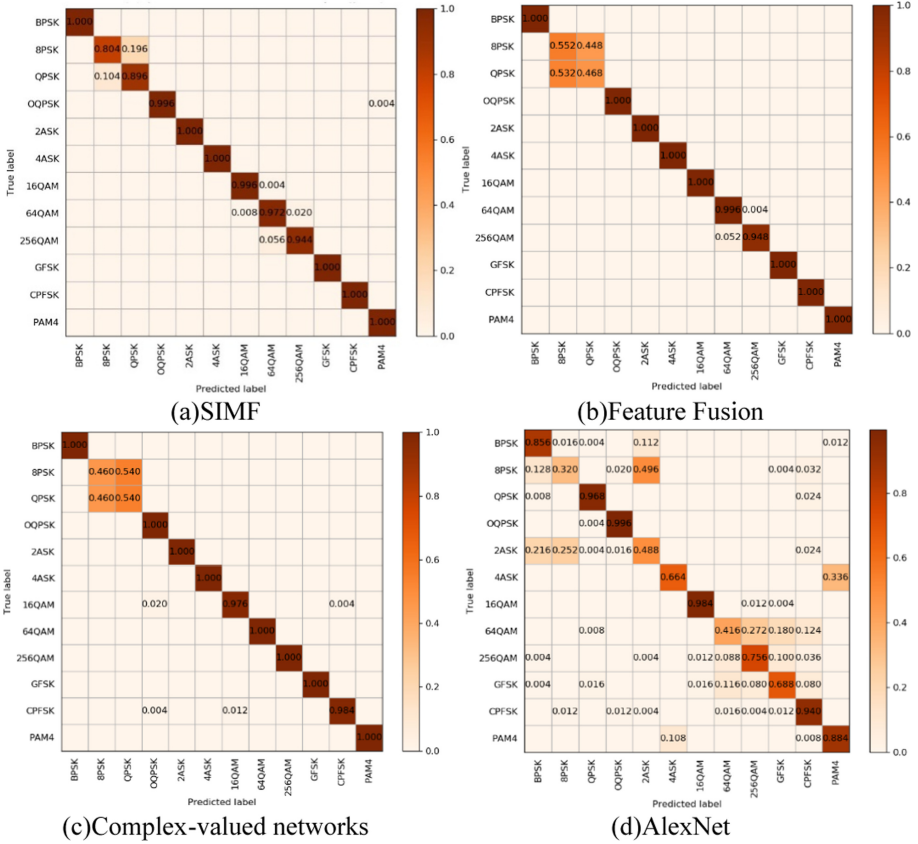 BPSK 1.000 1.0
8PSK 0.804 0.196
QPSK 0.104 0.896 0.8
OQPSK 0.996 0.004
2ASK 1.000 0.6
4ASK 1.000
True label
16QAM 0.996 0.004 0.4
64QAM 0.008 0.972 0.020
256QAM 0.056 0.944
GFSK 1.000 0.2
CPFSK 1.000
PAM4 1.000 0.0
BPSK 8PSK QPSK OQPSK 2ASK 4ASK 16QAM 64QAM 256QAM GFSK CPFSK PAM4
Predicted label
(a)SIMF
BPSK 1.000 1.0
8PSK 0.552 0.448
QPSK 0.532 0.468 0.8
OQPSK 1.000
2ASK 1.000 0.6
4ASK 1.000
True label
16QAM 1.000 0.4
64QAM 0.996 0.004
256QAM 0.052 0.948
GFSK 1.000 0.2
CPFSK 1.000
PAM4 1.000 0.0
BPSK 8PSK QPSK OQPSK 2ASK 4ASK 16QAM 64QAM 256QAM GFSK CPFSK PAM4
Predicted label
(b)Feature Fusion
BPSK 1.000 1.0
8PSK 0.460 0.540
QPSK 0.460 0.540 0.8
OQPSK 1.000
2ASK 1.000 0.6
4ASK 1.000
True label
16QAM 0.020 0.976 0.004 0.4
64QAM 1.000
256QAM 1.000
GFSK 1.000 0.2
CPFSK 0.004 0.012 0.984
PAM4 1.000 0.0
BPSK 8PSK QPSK OQPSK 2ASK 4ASK 16QAM 64QAM 256QAM GFSK CPFSK PAM4
Predicted label
(c)Complex-valued networks
BPSK 0.856 0.016 0.004 0.112 0.012
8PSK 0.128 0.320 0.020 0.496 0.004 0.032
QPSK 0.008 0.968 0.024 0.8
OQPSK 0.004 0.996
2ASK 0.216 0.252 0.004 0.016 0.488 0.024 0.6
4ASK 0.664 0.336
True label
16QAM 0.984 0.012 0.004 0.4
64QAM 0.008 0.416 0.272 0.180 0.124
256QAM 0.004 0.004 0.012 0.088 0.756 0.100 0.036
GFSK 0.004 0.016 0.016 0.116 0.080 0.688 0.080 0.2
CPFSK 0.012 0.012 0.004 0.016 0.004 0.012 0.940
PAM4 0.108 0.008 0.884 0.0
BPSK 8PSK QPSK OQPSK 2ASK 4ASK 16QAM 64QAM 256QAM GFSK CPFSK PAM4
Predicted label
(d)AlexNet